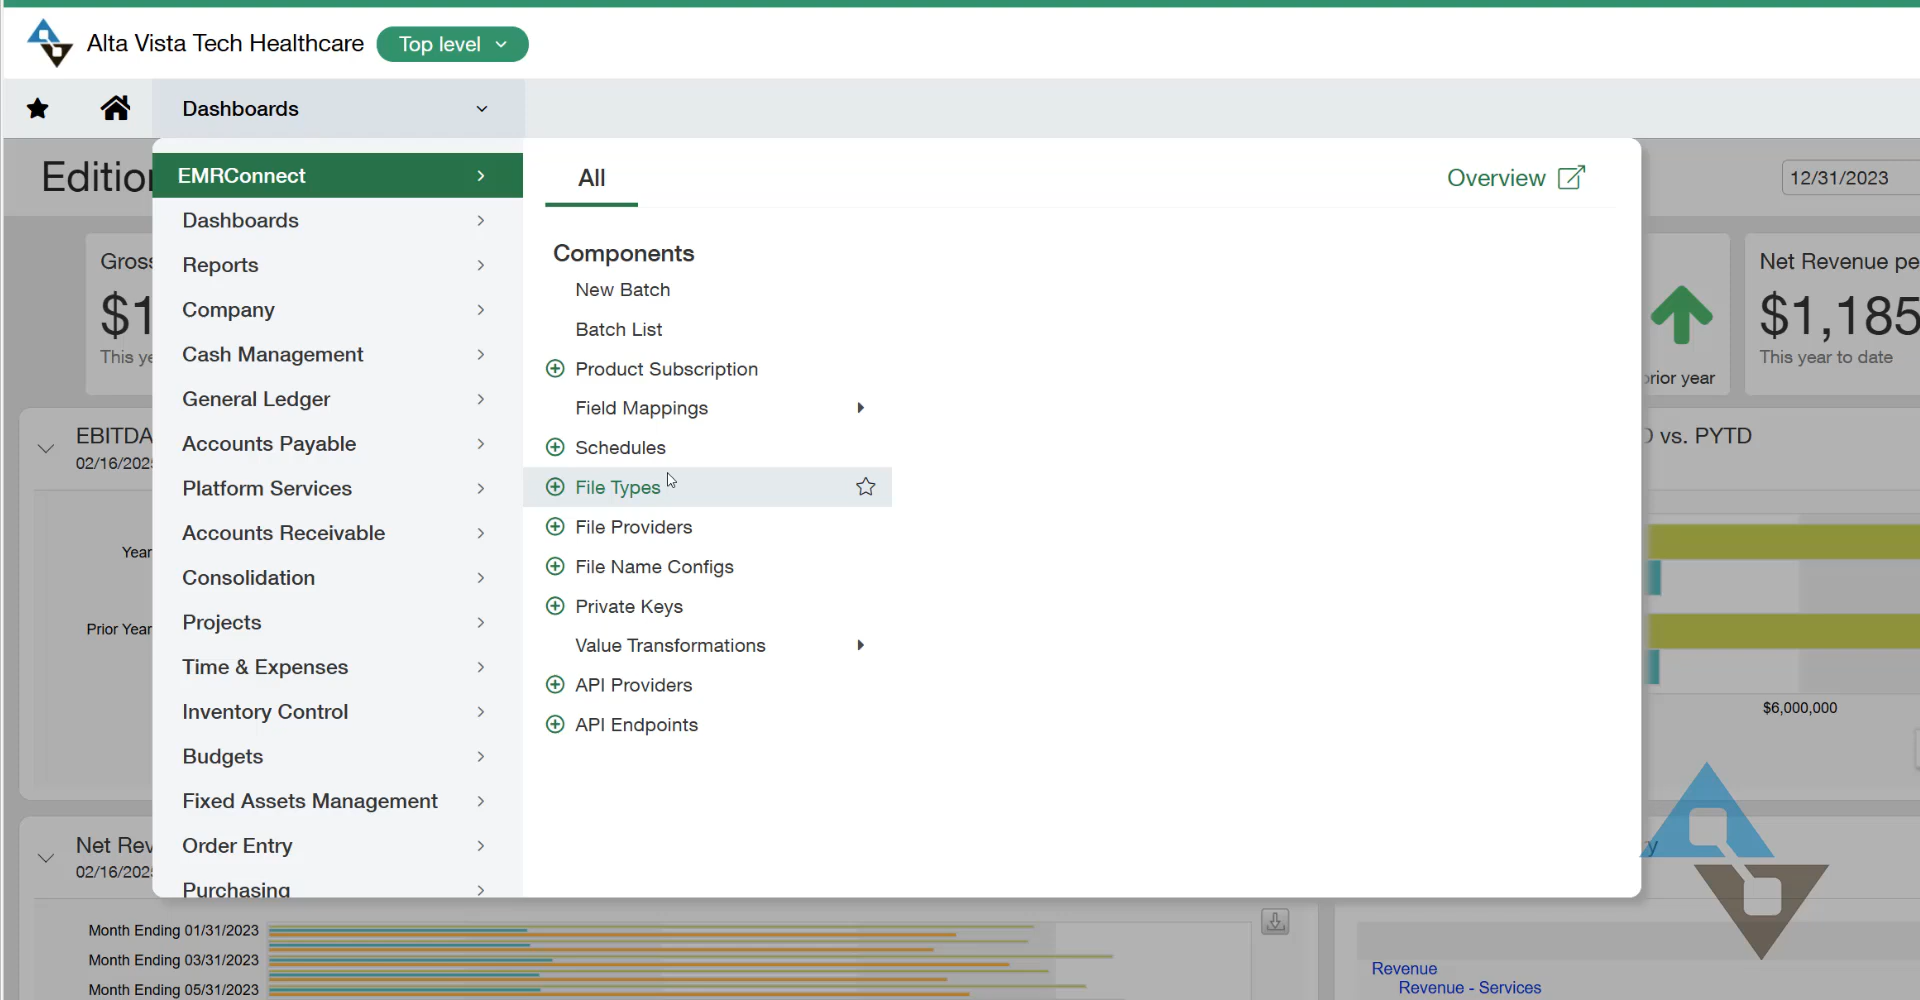 Alta Vista Tech Healthcare
Top level
Dashboards
Edition
12/31/2023
EMRConnect
Dashboards
Reports
Company
Cash Management
General Ledger
Accounts Payable
Platform Services
Accounts Receivable
Consolidation
Projects
Time & Expenses
Inventory Control
Budgets
Fixed Assets Management
Order Entry
Purchasing
All
Overview
Components
New Batch
Batch List
Product Subscription
Field Mappings
Schedules
File Types
File Providers
File Name Configs
Private Keys
Value Transformations
API Providers
API Endpoints
Gross
$1
This ye
prior year
Net Revenue pe
$1,185
This year to date
EBITDA
02/16/202
Year
Prior Year
vs. PYTD
$6,000,000
Net Rev
02/16/202
y
Month Ending 01/31/2023
Month Ending 03/31/2023
Month Ending 05/31/2023
Revenue
Revenue - Services